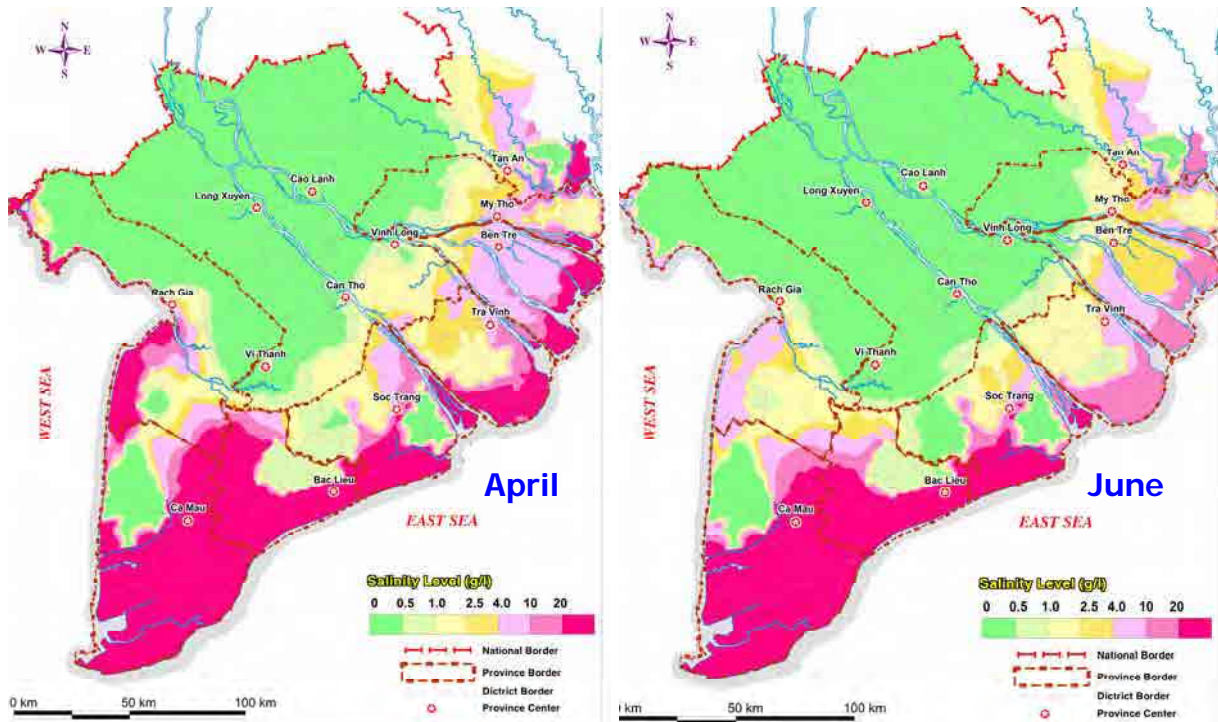 N
W E
S
Tan An
Cao Lanh
Long Xuyen
My Tho
Vinh Long
Ben Tre
Can Tho
Rach Gia
Tra Vinh
Vi Thanh
Soc Trang
WEST SEA
Bac Lieu
April
Ca Mau
EAST SEA
Salinity Level (g/l)
0 0.5 1.0 2.5 4.0 10 20
National Border
Province Border
Dictrict Border
Province Center
0 km 50 km 100 km
N
W E
S
Tan An
Cao Lanh
Long Xuyen
My Tho
Vinh Long
Ben Tre
Can Tho
Rach Gia
Tra Vinh
Vi Thanh
Soc Trang
WEST SEA
Bac Lieu
June
Ca Mau
EAST SEA
Salinity Level (g/l)
0 0.5 1.0 2.5 4.0 10 20
National Border
Province Border
Dictrict Border
Province Center
km 50 km 100 km